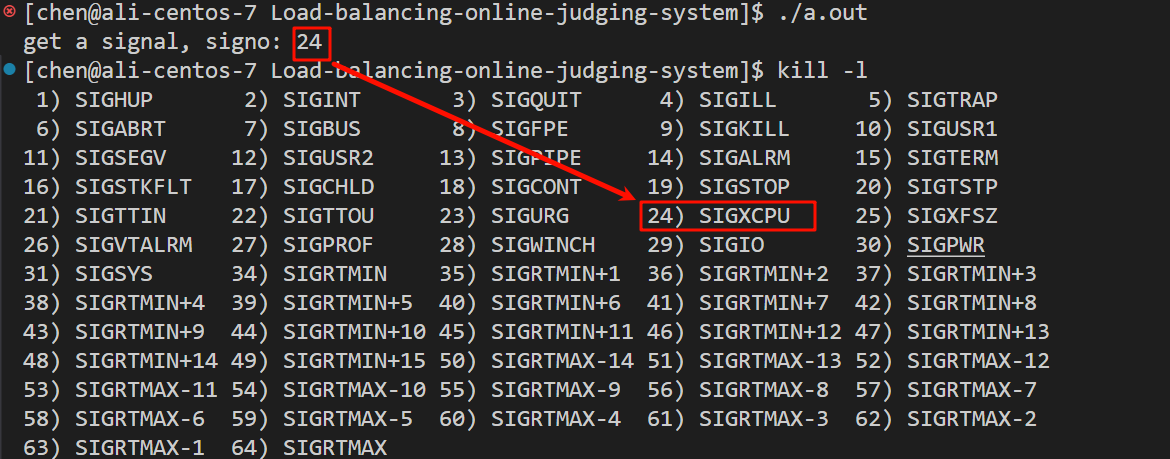 [chen@ali-centos-7 Load-balancing-online-judging-system]$ ./a.out
get a signal, signo: 24
[chen@ali-centos-7 Load-balancing-online-judging-system]$ kill -l
 1) SIGHUP       2) SIGINT       3) SIGQUIT      4) SIGILL       5) SIGTRAP
 6) SIGABRT      7) SIGBUS       8) SIGFPE       9) SIGKILL     10) SIGUSR1
11) SIGSEGV     12) SIGUSR2     13) SIGPIPE     14) SIGALRM     15) SIGTERM
16) SIGSTKFLT   17) SIGCHLD     18) SIGCONT     19) SIGSTOP     20) SIGTSTP
21) SIGTTIN     22) SIGTTOU     23) SIGURG      24) SIGXCPU     25) SIGXFSZ
26) SIGVTALRM   27) SIGPROF     28) SIGWINCH    29) SIGIO       30) SIGPWR
31) SIGSYS      34) SIGRTMIN    35) SIGRTMIN+1  36) SIGRTMIN+2  37) SIGRTMIN+3
38) SIGRTMIN+4  39) SIGRTMIN+5  40) SIGRTMIN+6  41) SIGRTMIN+7  42) SIGRTMIN+8
43) SIGRTMIN+9  44) SIGRTMIN+10 45) SIGRTMIN+11 46) SIGRTMIN+12 47) SIGRTMIN+13
48) SIGRTMIN+14 49) SIGRTMIN+15 50) SIGRTMAX-14 51) SIGRTMAX-13 52) SIGRTMAX-12
53) SIGRTMAX-11 54) SIGRTMAX-10 55) SIGRTMAX-9  56) SIGRTMAX-8  57) SIGRTMAX-7
58) SIGRTMAX-6  59) SIGRTMAX-5  60) SIGRTMAX-4  61) SIGRTMAX-3  62) SIGRTMAX-2
63) SIGRTMAX-1  64) SIGRTMAX